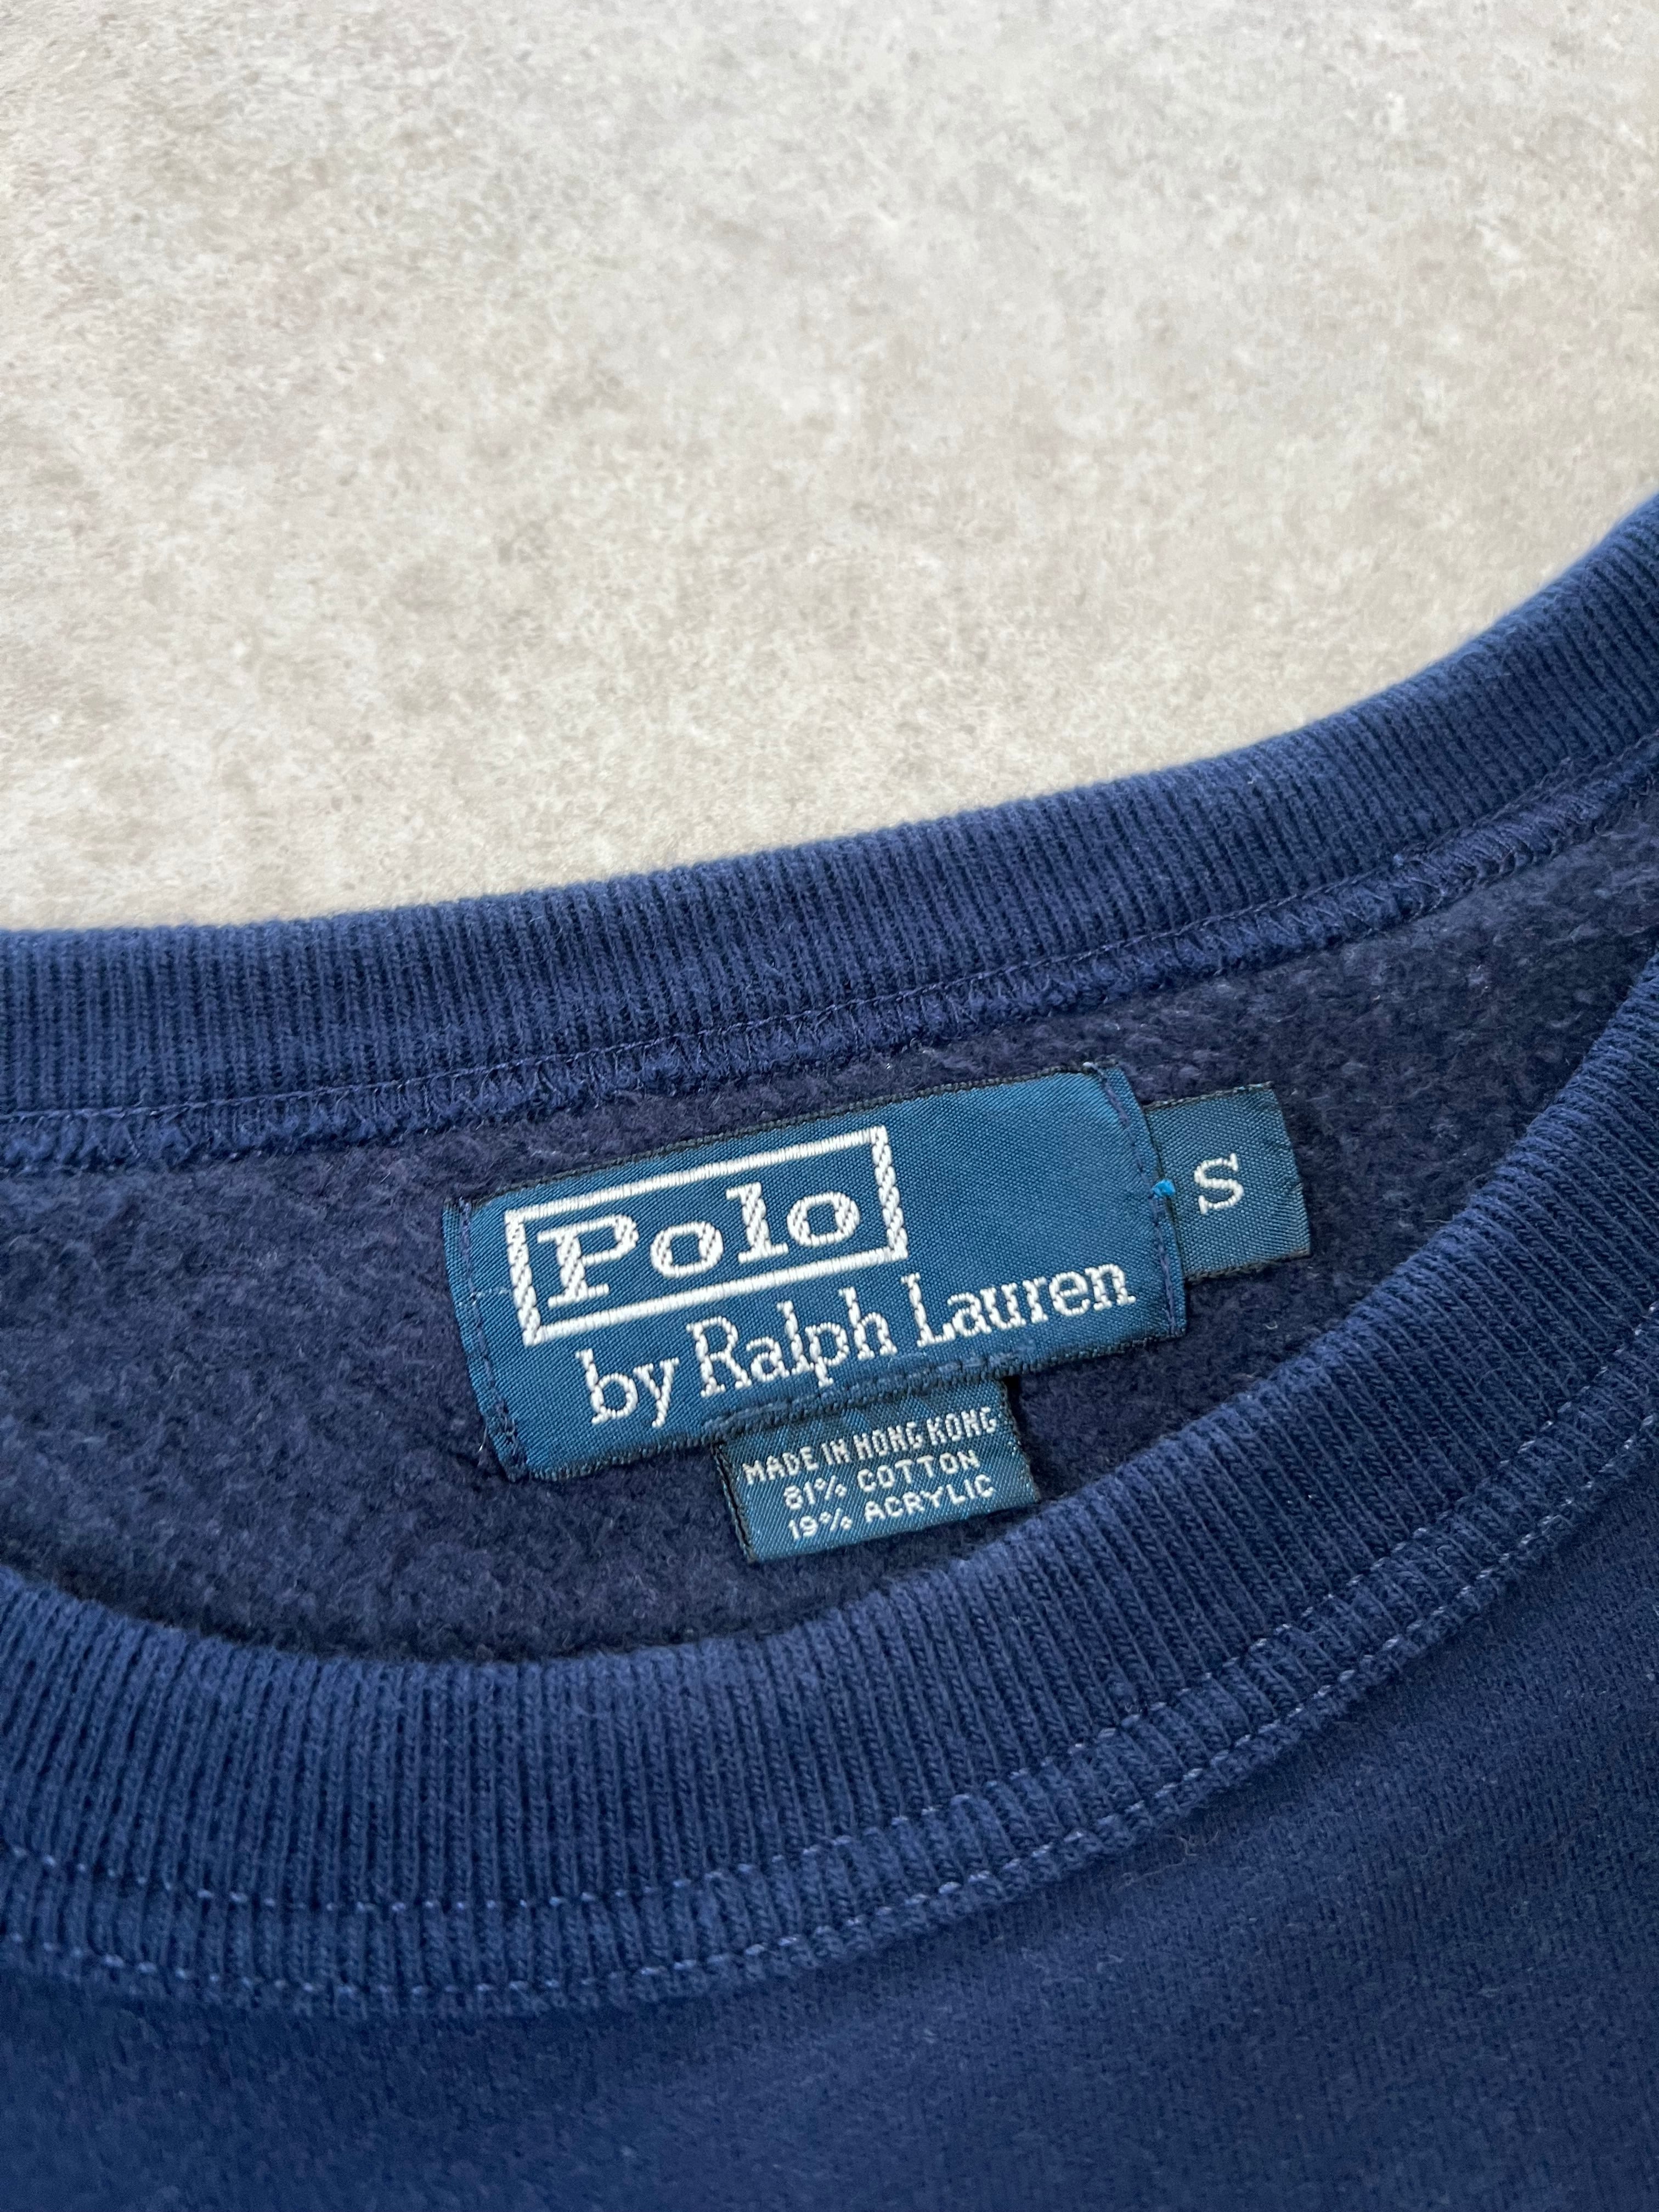 Polo
by Ralph Lauren
S
MADE IN HONG KONG
81% COTTON
19% ACRYLIC